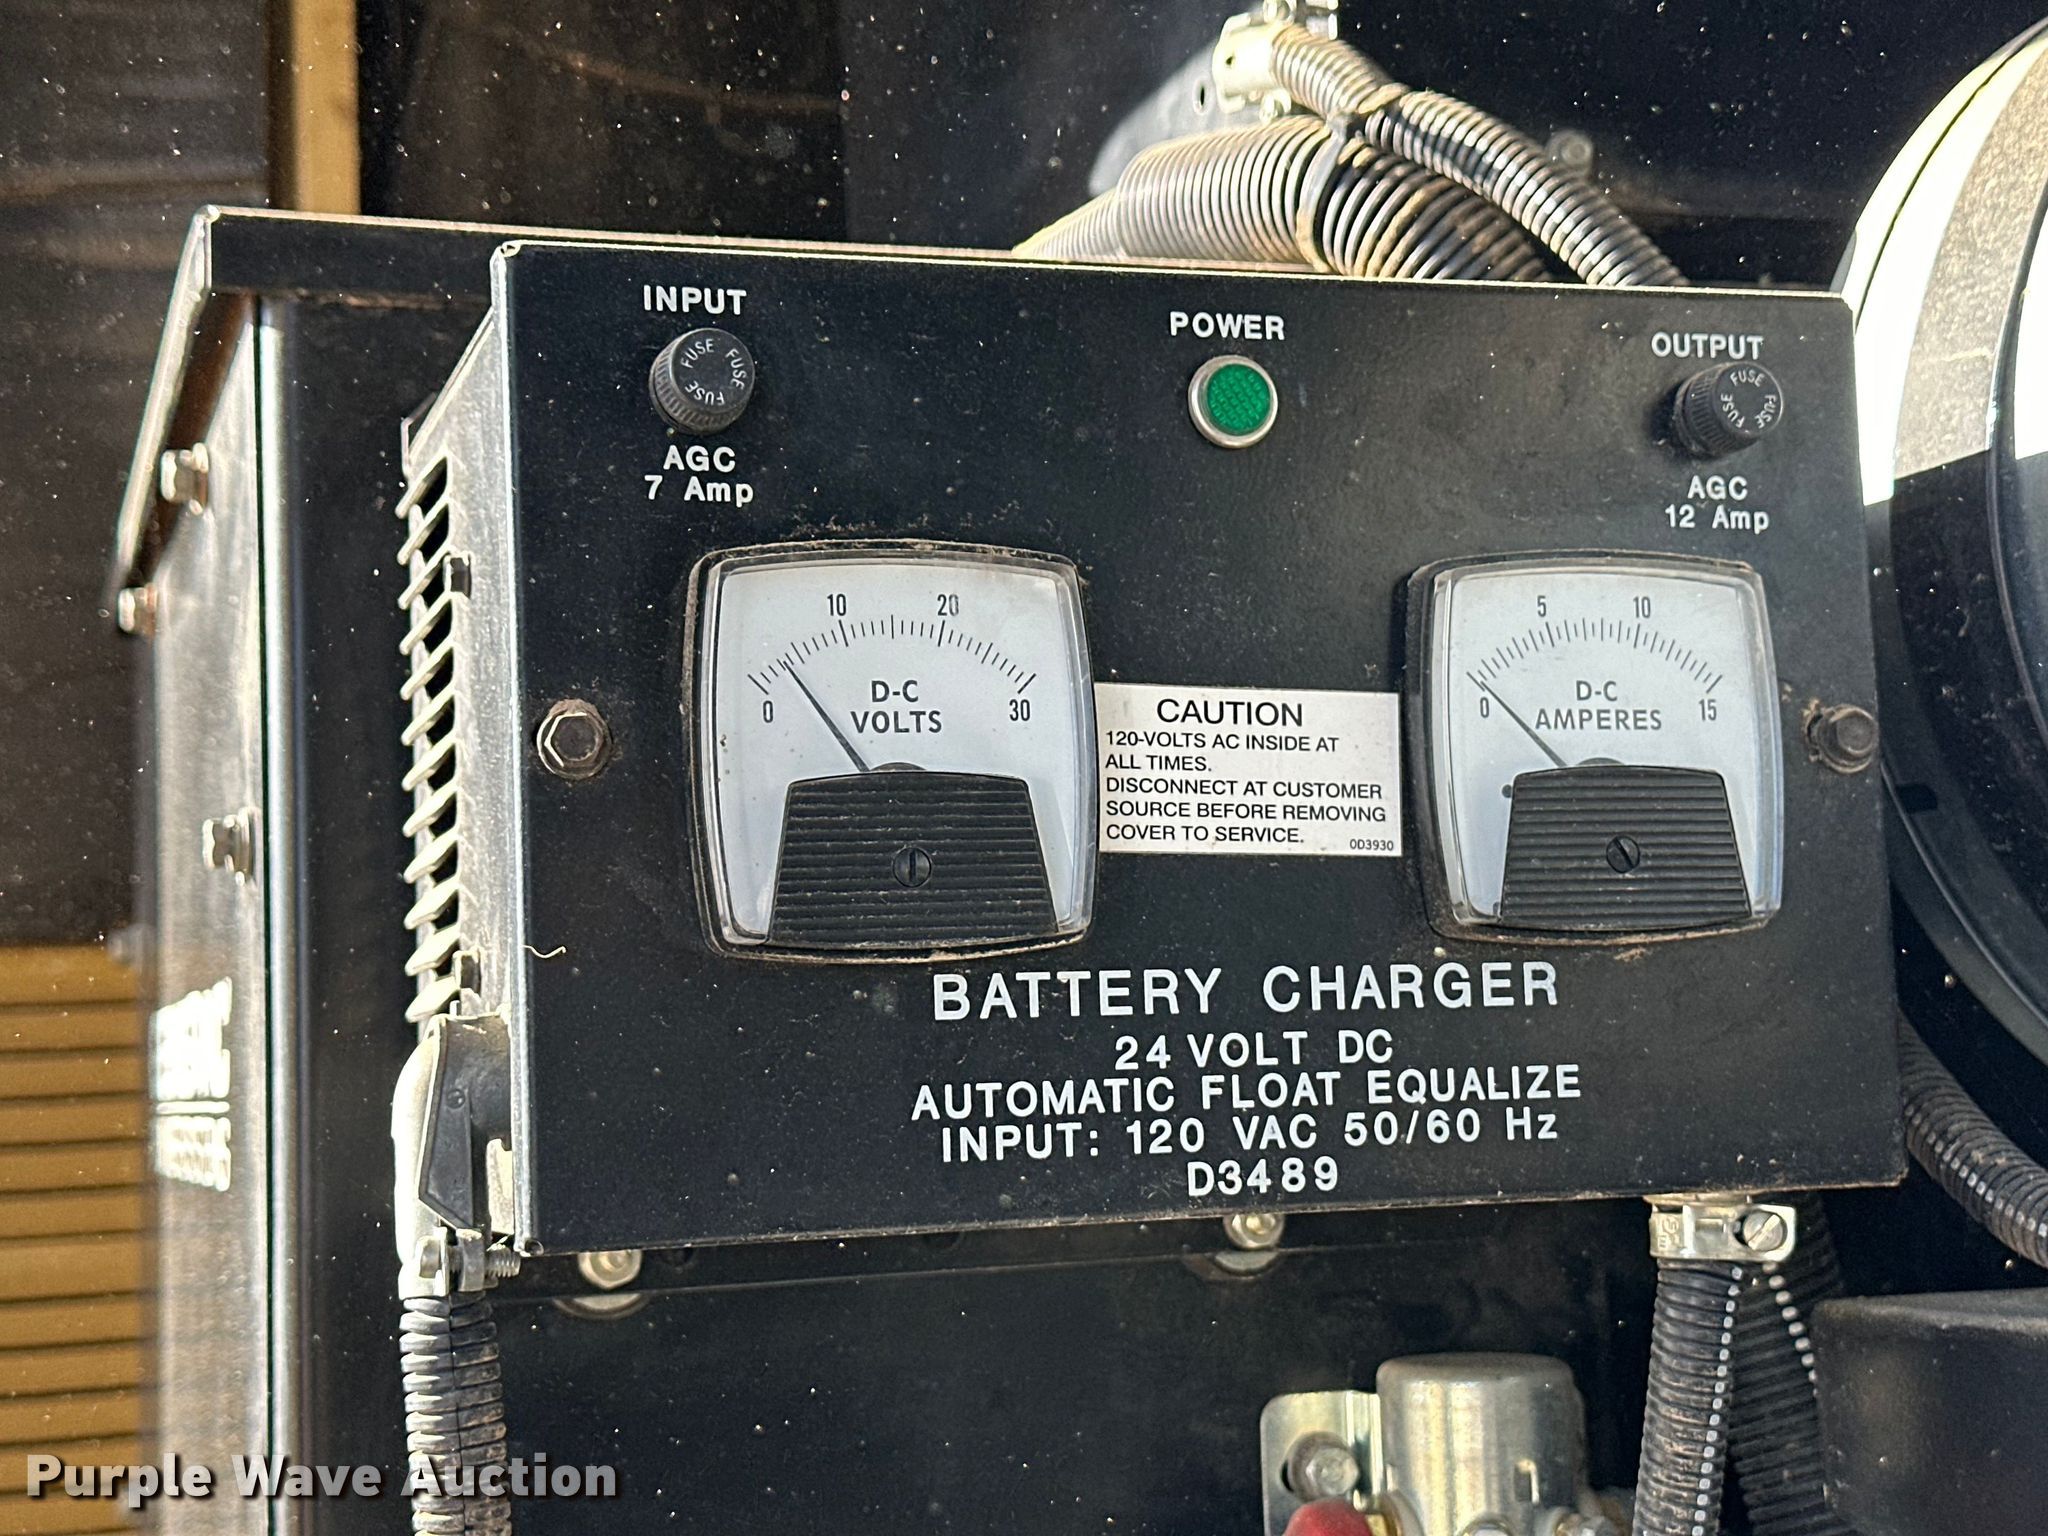 INPUT
FUSE FUSE FUSE FUSE
AGC
7 Amp
POWER
OUTPUT
FUSE FUSE FUSE FUSE
AGC
12 Amp
0 10 20 30
D-C
VOLTS
CAUTION
120-VOLTS AC INSIDE AT
ALL TIMES.
DISCONNECT AT CUSTOMER
SOURCE BEFORE REMOVING
COVER TO SERVICE.
0D3930
0 5 10 15
D-C
AMPERES
BATTERY CHARGER
24 VOLT DC
AUTOMATIC FLOAT EQUALIZE
INPUT: 120 VAC 50/60 Hz
D3489
Purple Wave Auction